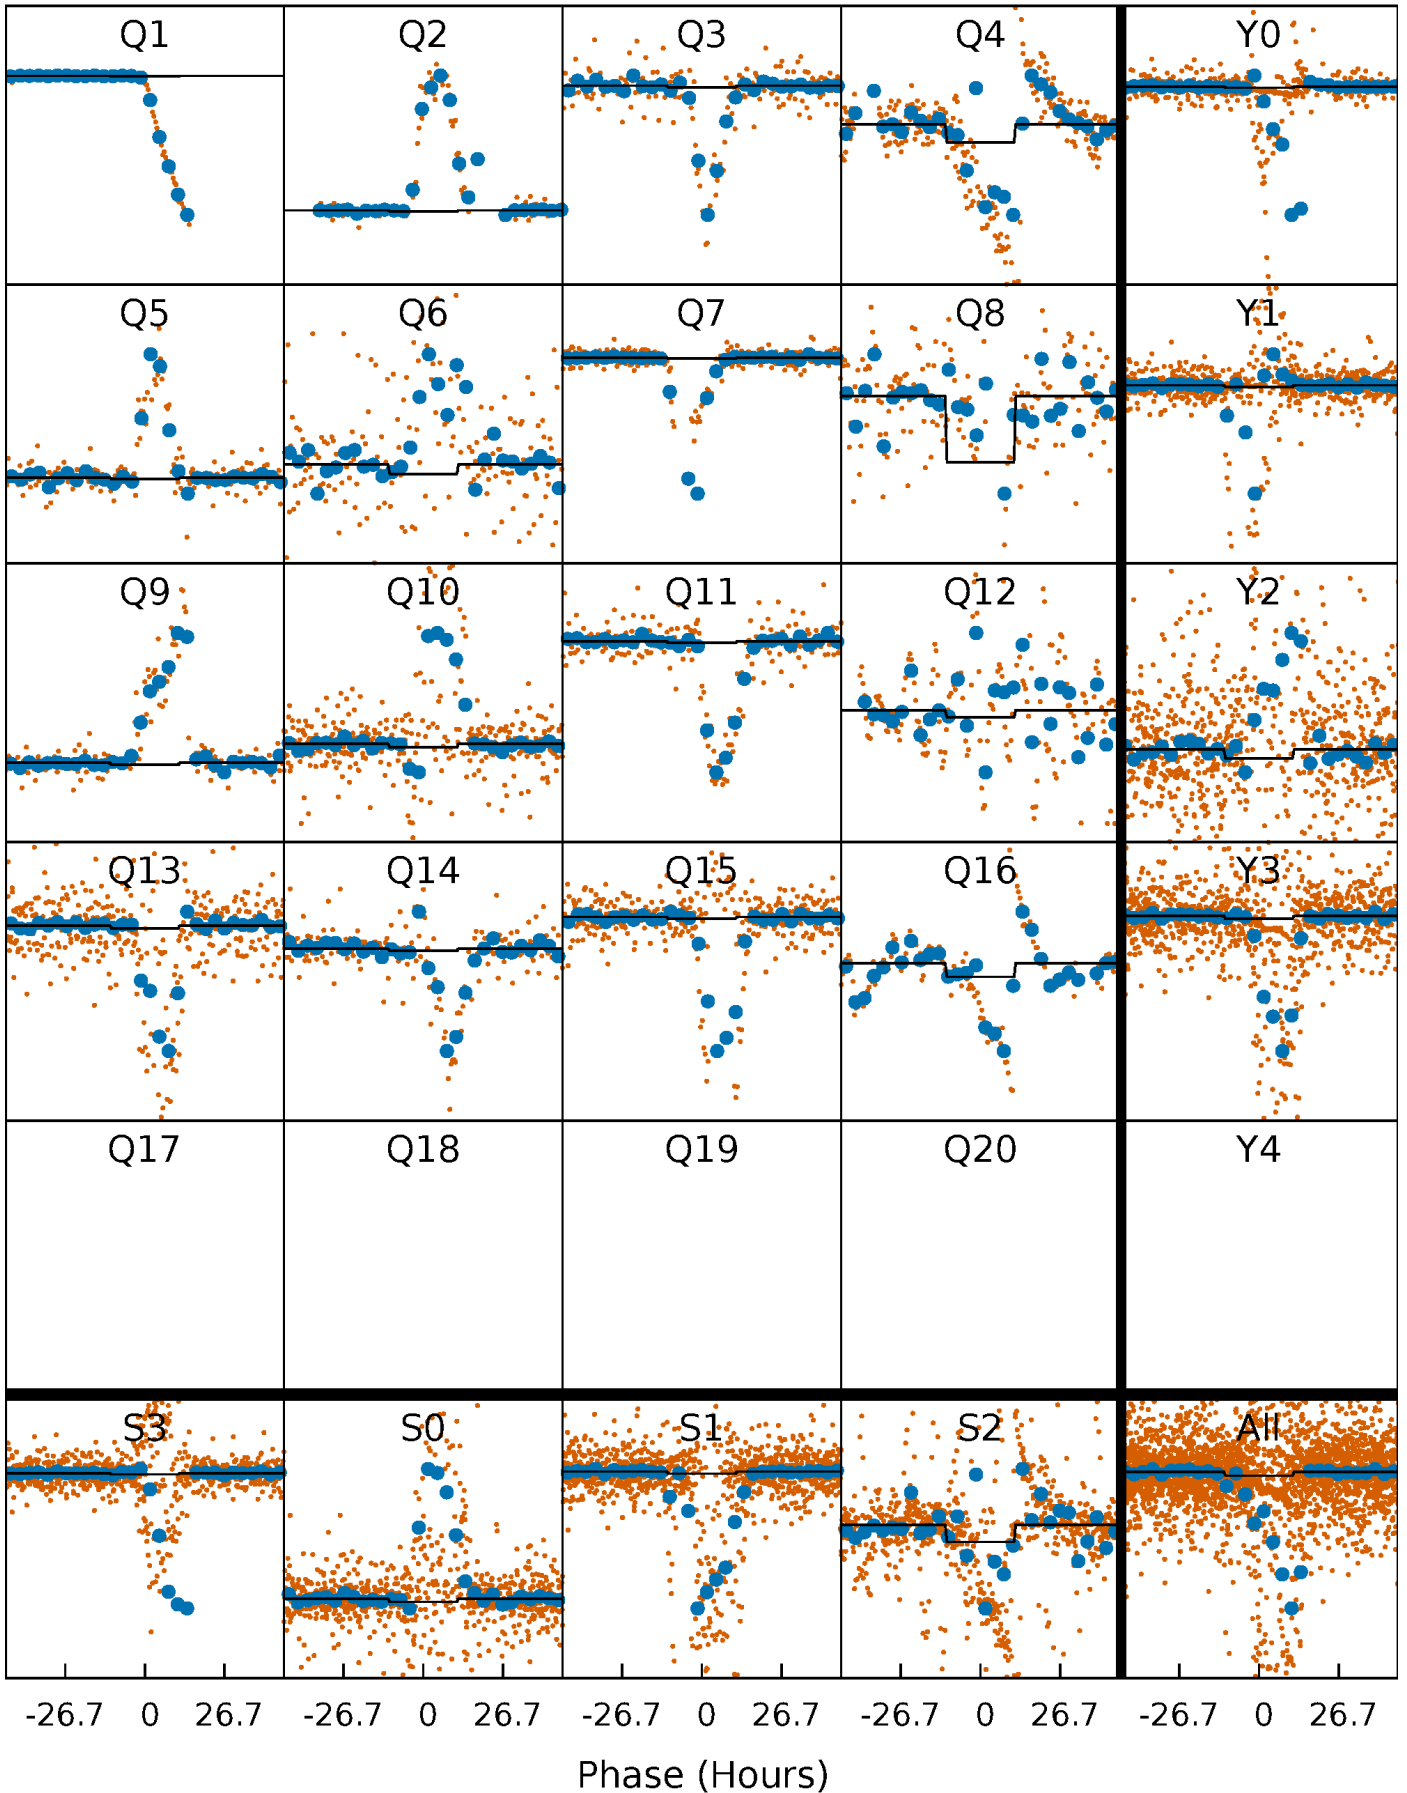 Q1 Q2 Q3 Q4 Y0
Q5 Q6 Q7 Q8 Y1
Q9 Q10 Q11 Q12 Y2
Q13 Q14 Q15 Q16 Y3
Q17 Q18 Q19 Q20 Y4
S3 S0 S1 S2 All
-26.7 0 26.7 -26.7 0 26.7 -26.7 0 26.7 -26.7 0 26.7 -26.7 0 26.7
Phase (Hours)